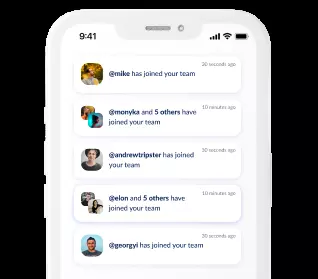 9:41
30 seconds ago
@mike has joined your team
10 minutes ago
@monyka and 5 others have
joined your team
30 seconds ago
@andrewtripster has joined
your team
10 minutes ago
@elon and 5 others have
joined your team
30 seconds ago
@georgyi has joined your team